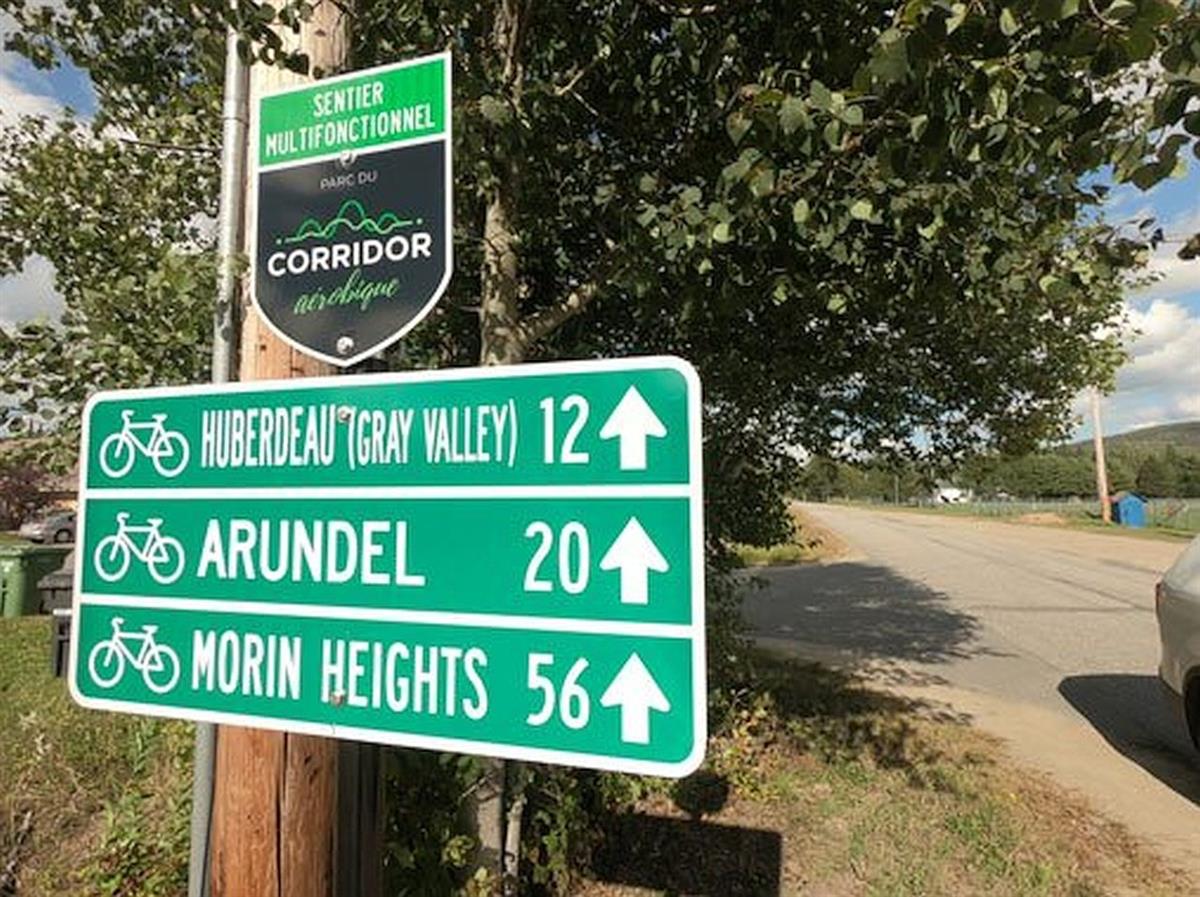 SENTIER
MULTIFONCTIONNEL
PARC DU
CORRIDOR
aérobique
HUBERDEAU (GRAY VALLEY) 12
ARUNDEL 20
MORIN HEIGHTS 56